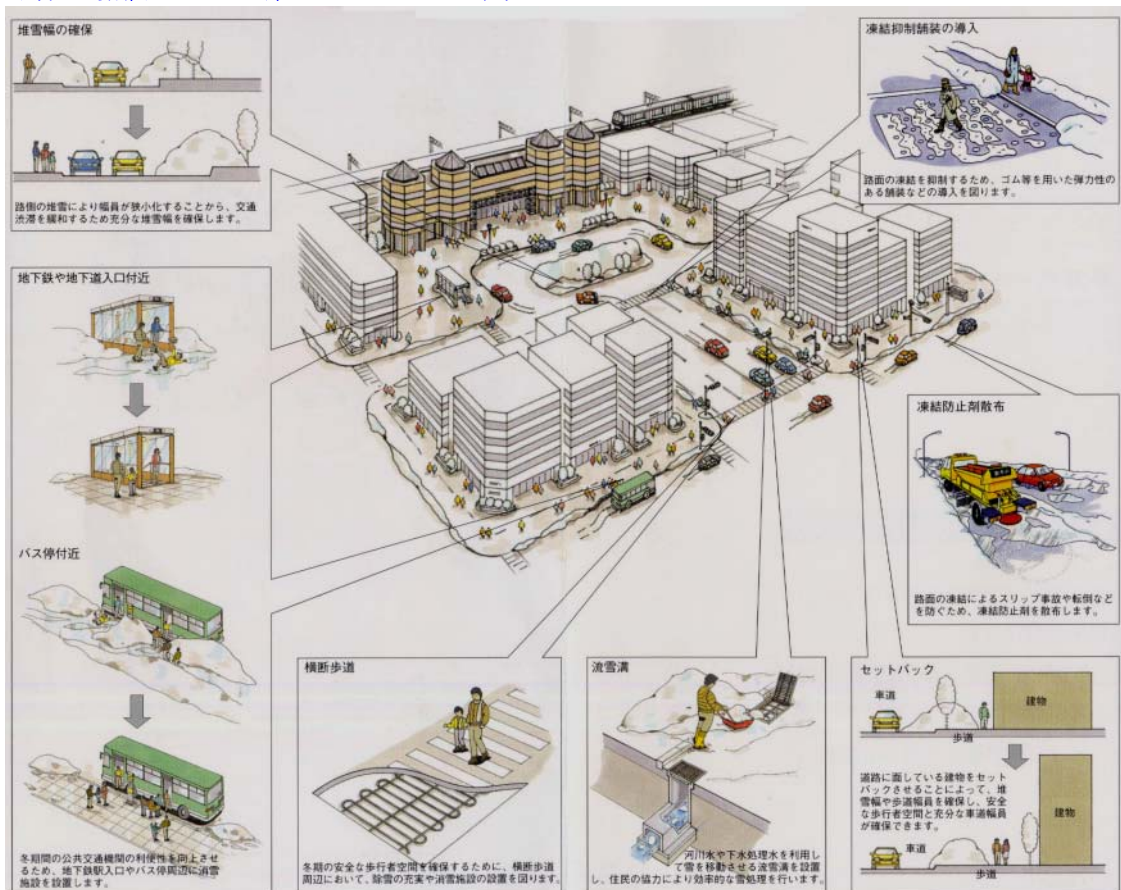 堆雪幅の確保
路側の堆雪により幅員が狭小化することから、交通
渋滞を緩和するため充分な堆雪幅を確保します。
凍結抑制舗装の導入
路面の凍結を抑制するため、ゴム等を用いた弾力性の
ある舗装などの導入を図ります。
地下鉄や地下道入口付近
バス停付近
冬期間の公共交通機関の利便性を向上させ
るため、地下鉄駅入口やバス停周辺に消雪
施設を設置します。
凍結防止剤散布
路面の凍結によるスリップ事故や転倒など
を防ぐため、凍結防止剤を散布します。
横断歩道
冬期の安全な歩行者空間を確保するために、横断歩道
周辺において、除雪の充実や消雪施設の設置を図ります。
流雪溝
河川水や下水処理水を利用し
て雪を移動させる流雪溝を設置
し、住民の協力により効率的な雪処理を行います。
セットバック
車道
建物
歩道
道路に面している建物をセット
バックさせることによって、堆
雪幅や歩道幅員を確保し、安全
な歩行者空間と充分な車道幅員
が確保できます。
建物
車道
歩道